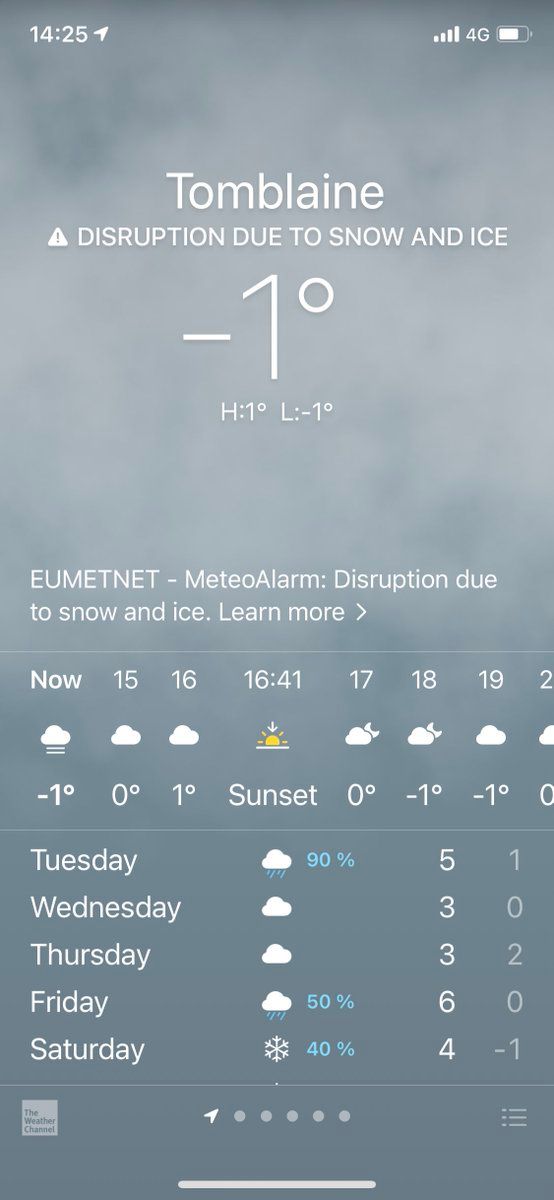 14:25 4G
Tomblaine
DISRUPTION DUE TO SNOW AND ICE
-1°
H:1° L:-1°
EUMETNET - MeteoAlarm: Disruption due
to snow and ice. Learn more >
Now 15 16 16:41 17 18 19 2
-1° 0° 1° Sunset 0° -1° -1° 0
Tuesday 90 % 5 1
Wednesday 3 0
Thursday 3 2
Friday 50 % 6 0
Saturday 40 % 4 -1
The
Weather
Channel